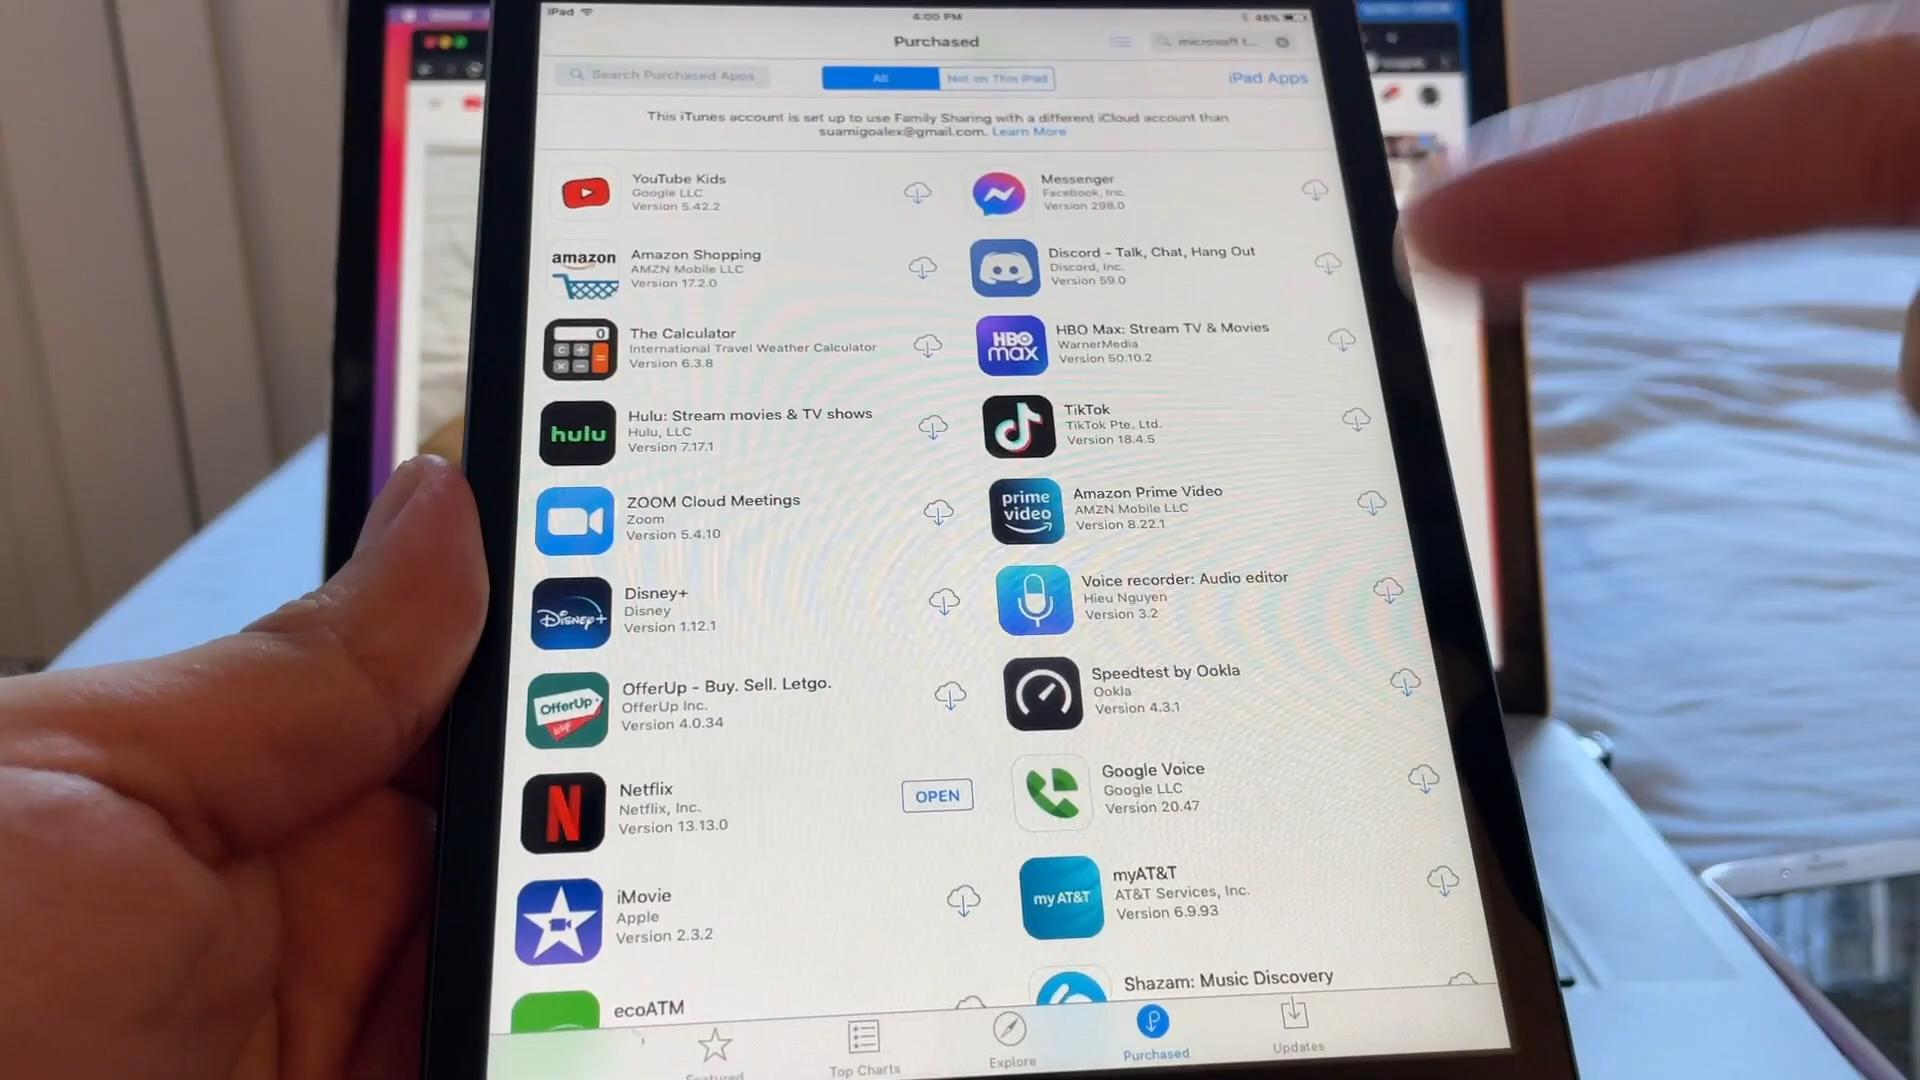 iPad
4:00 PM
48%
Purchased
microsoft t...
Search Purchased Apps
All
Not on This iPad
iPad Apps
This iTunes account is set up to use Family Sharing with a different iCloud account than
suamigoalex@gmail.com. Learn More
YouTube Kids
Google LLC
Version 5.42.2
Messenger
Facebook, Inc.
Version 298.0
amazon
Amazon Shopping
AMZN Mobile LLC
Version 17.2.0
Discord - Talk, Chat, Hang Out
Discord, Inc.
Version 59.0
The Calculator
International Travel Weather Calculator
Version 6.3.8
HBO
max
HBO Max: Stream TV & Movies
WarnerMedia
Version 50.10.2
hulu
Hulu: Stream movies & TV shows
Hulu, LLC
Version 7.17.1
TikTok
TikTok Pte. Ltd.
Version 18.4.5
ZOOM Cloud Meetings
Zoom
Version 5.4.10
prime
video
Amazon Prime Video
AMZN Mobile LLC
Version 8.22.1
Disney+
Disney+
Disney
Version 1.12.1
Voice recorder: Audio editor
Hieu Nguyen
Version 3.2
OfferUp
letgo
OfferUp - Buy. Sell. Letgo.
OfferUp Inc.
Version 4.0.34
Speedtest by Ookla
Ookla
Version 4.3.1
N
Netflix
Netflix, Inc.
Version 13.13.0
OPEN
Google Voice
Google LLC
Version 20.47
iMovie
Apple
Version 2.3.2
my AT&T
myAT&T
AT&T Services, Inc.
Version 6.9.93
ecoATM
Shazam: Music Discovery
Featured
Top Charts
Explore
Purchased
Updates